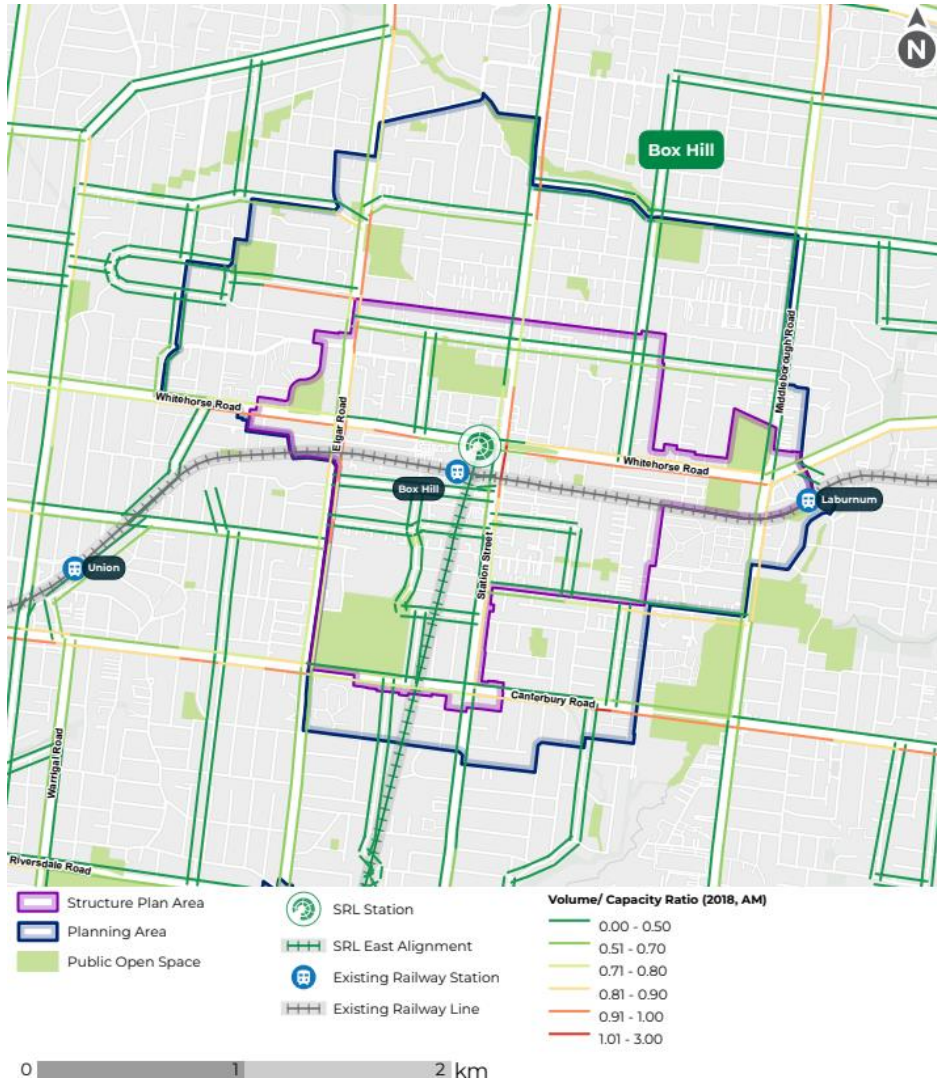 N
Box Hill
Middleborough Road
Whitehorse Road
Elgar Road
Whitehorse Road
Box Hill
Laburnum
Union
Station Street
Canterbury Road
Warrigal Road
Riversdale Road
Structure Plan Area
Planning Area
Public Open Space
SRL Station
SRL East Alignment
Existing Railway Station
Existing Railway Line
Volume/ Capacity Ratio (2018, AM)
0.00 - 0.50
0.51 - 0.70
0.71 - 0.80
0.81 - 0.90
0.91 - 1.00
1.01 - 3.00
0 1 2 km